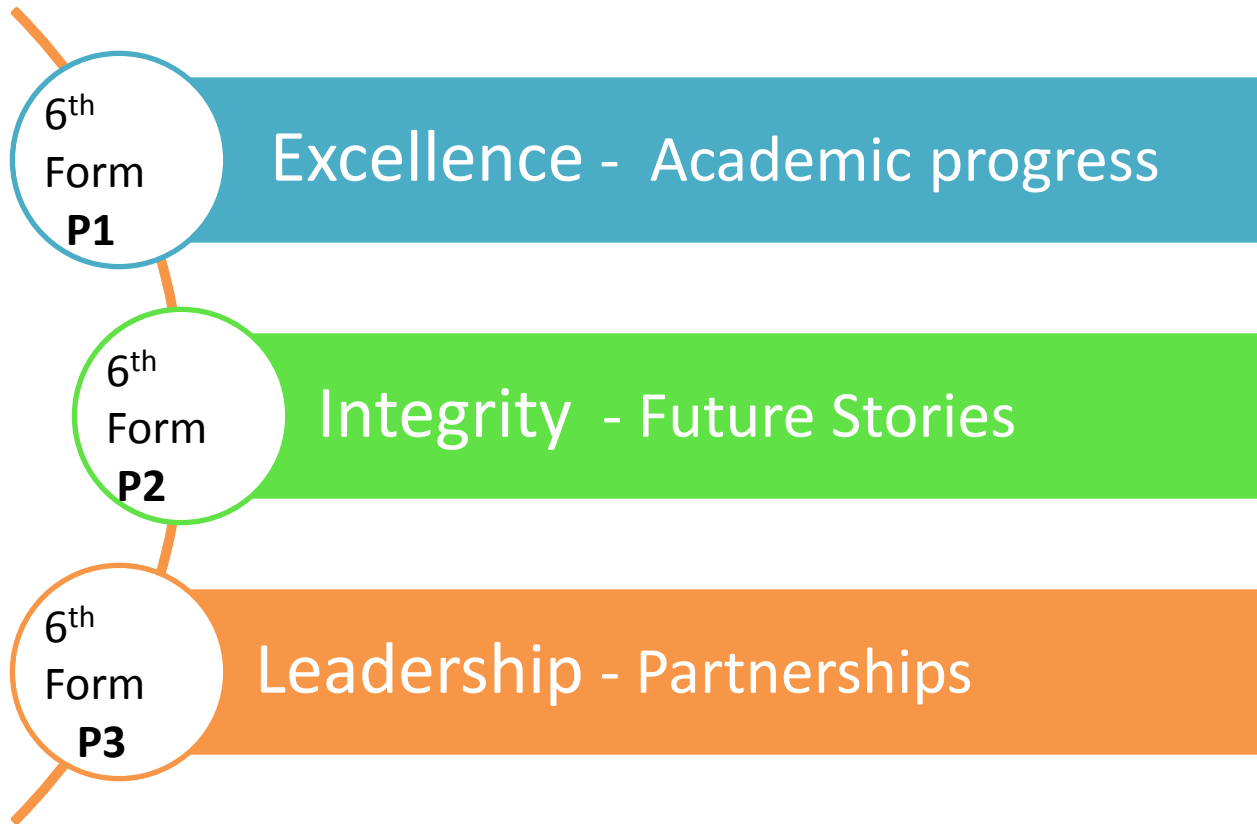 6th
Form
P1
Excellence - Academic progress
6th
Form
P2
Integrity - Future Stories
6th
Form
P3
Leadership - Partnerships